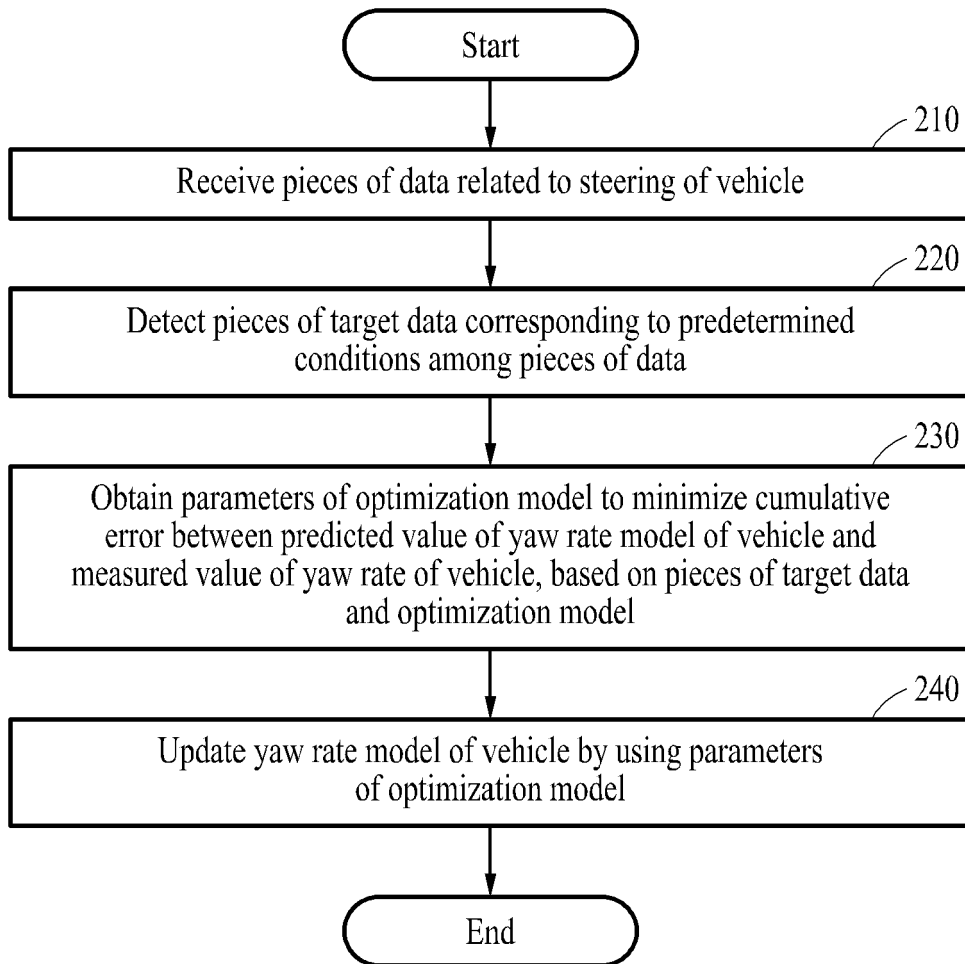 Start
210
Receive pieces of data related to steering of vehicle
220
Detect pieces of target data corresponding to predetermined
conditions among pieces of data
230
Obtain parameters of optimization model to minimize cumulative
error between predicted value of yaw rate model of vehicle and
measured value of yaw rate of vehicle, based on pieces of target data
and optimization model
240
Update yaw rate model of vehicle by using parameters
of optimization model
End